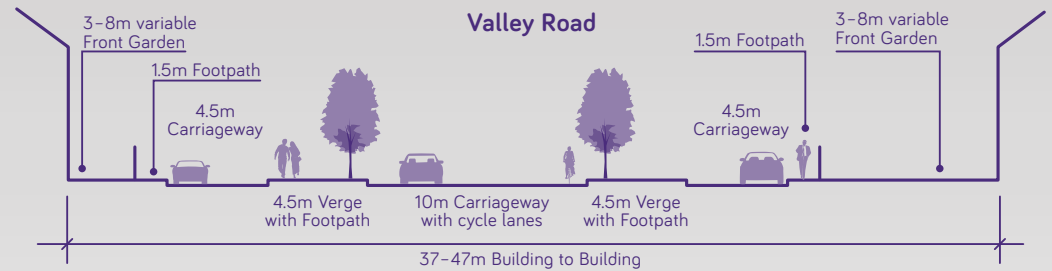 Valley Road
3–8m variable
Front Garden
1.5m Footpath
4.5m
Carriageway
4.5m Verge
with Footpath
10m Carriageway
with cycle lanes
4.5m Verge
with Footpath
4.5m
Carriageway
1.5m Footpath
3–8m variable
Front Garden
37–47m Building to Building